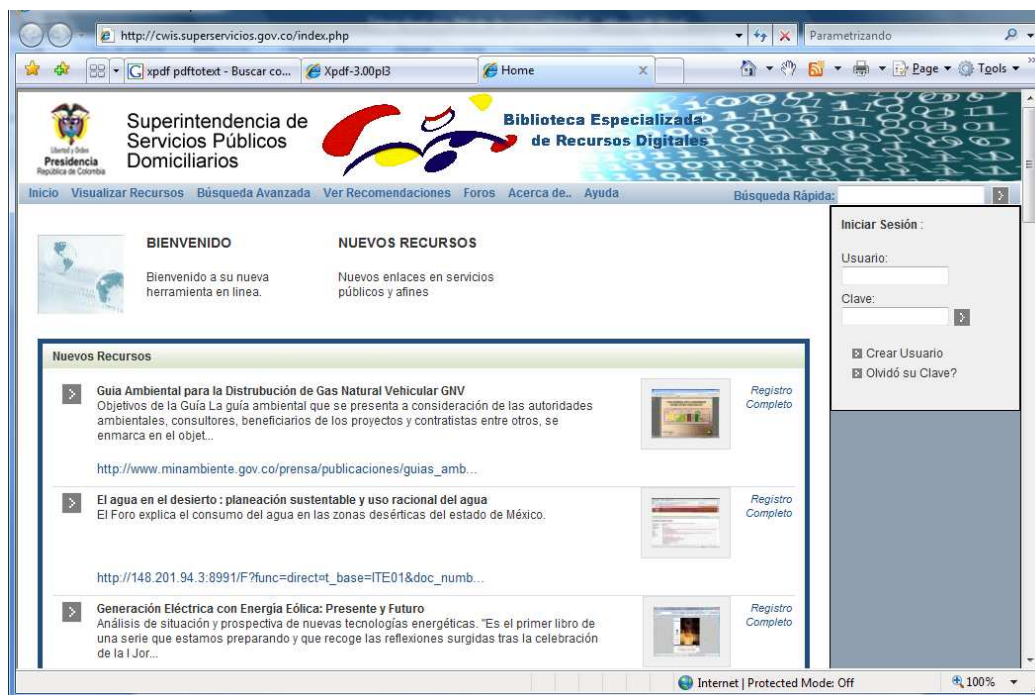 http://cwis.superservicios.gov.co/index.php
Parametrizando
xpdf pdftotext - Buscar co...
Xpdf-3.00pl3
Home
Page
Tools
Libertad y Orden
Presidencia
República de Colombia
Superintendencia de
Servicios Públicos
Domiciliarios
Biblioteca Especializada
de Recursos Digitales
Inicio Visualizar Recursos Búsqueda Avanzada Ver Recomendaciones Foros Acerca de.. Ayuda
Búsqueda Rápida:
BIENVENIDO
Bienvenido a su nueva
herramienta en linea.
NUEVOS RECURSOS
Nuevos enlaces en servicios
públicos y afines
Iniciar Sesión :
Usuario:
Clave:
Crear Usuario
Olvidó su Clave?
Nuevos Recursos
Guia Ambiental para la Distrubución de Gas Natural Vehicular GNV
Objetivos de la Guía La guía ambiental que se presenta a consideración de las autoridades
ambientales, consultores, beneficiarios de los proyectos y contratistas entre otros, se
enmarca en el objet...
http://www.minambiente.gov.co/prensa/publicaciones/guias_amb...
Registro
Completo
El agua en el desierto : planeación sustentable y uso racional del agua
El Foro explica el consumo del agua en las zonas desérticas del estado de México.
http://148.201.94.3:8991/F?func=direct&doc_numb...
Registro
Completo
Generación Eléctrica con Energía Eólica: Presente y Futuro
Análisis de situación y prospectiva de nuevas tecnologías energéticas. "Es el primer libro de
una serie que estamos preparando y que recoge las reflexiones surgidas tras la celebración
de la I Jor...
Registro
Completo
Internet | Protected Mode: Off
100%